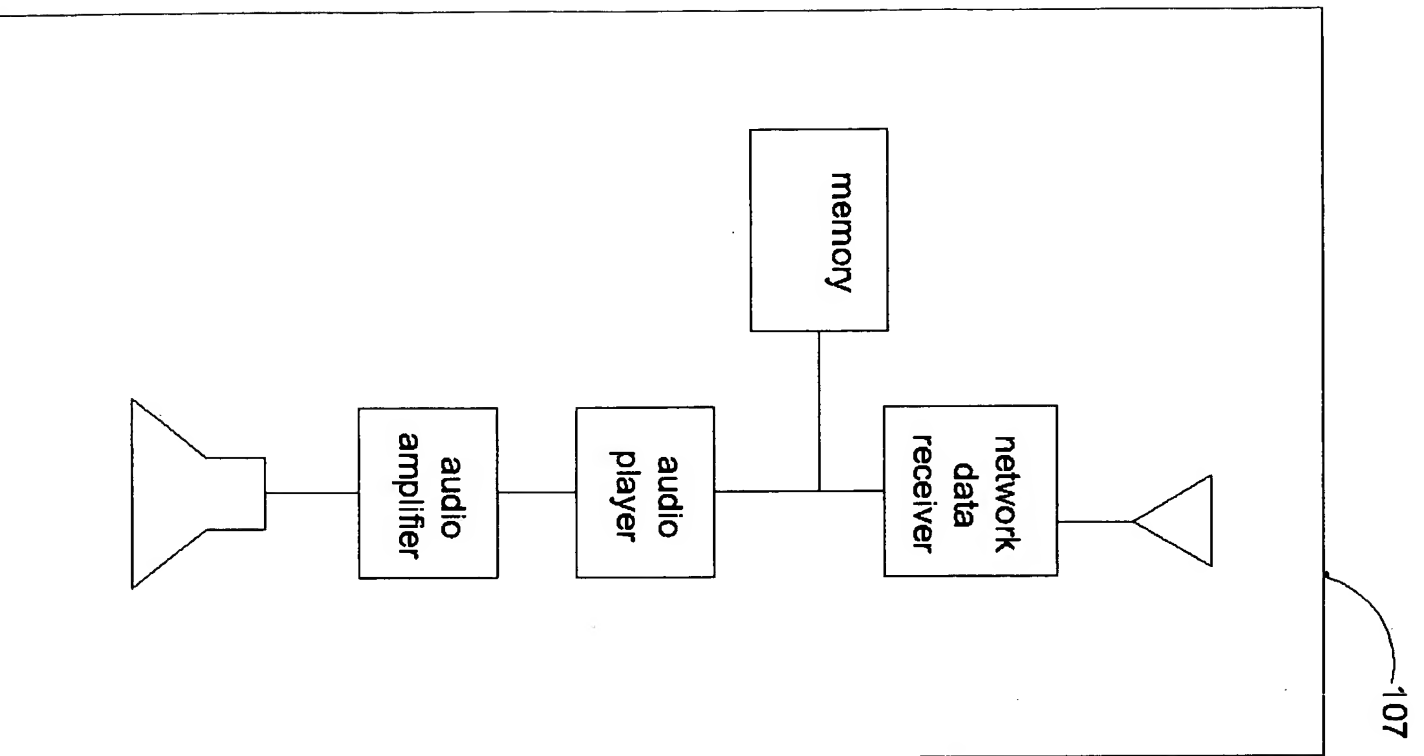 107
network
data
receiver
memory
audio
player
audio
amplifier